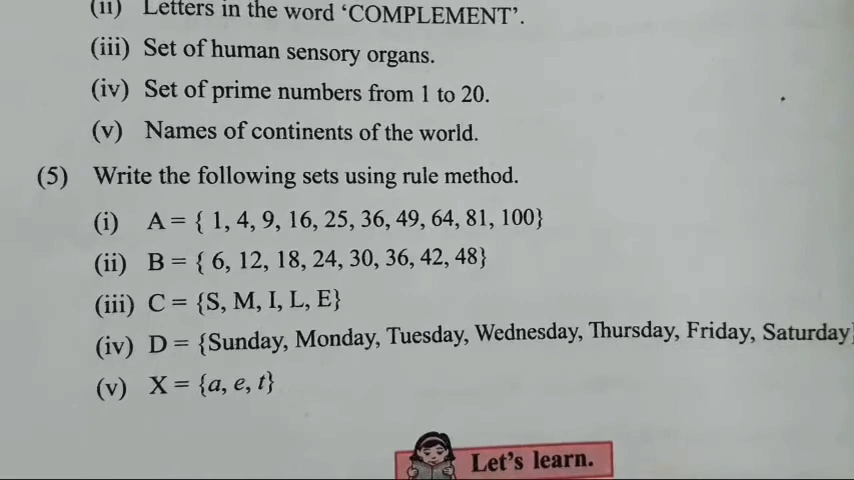 (ii) Letters in the word ‘COMPLEMENT’.
(iii) Set of human sensory organs.
(iv) Set of prime numbers from 1 to 20.
(v) Names of continents of the world.
(5) Write the following sets using rule method.
(i) A = { 1, 4, 9, 16, 25, 36, 49, 64, 81, 100}
(ii) B = { 6, 12, 18, 24, 30, 36, 42, 48}
(iii) C = {S, M, I, L, E}
(iv) D = {Sunday, Monday, Tuesday, Wednesday, Thursday, Friday, Saturday}
(v) X = {a, e, t}
Let’s learn.